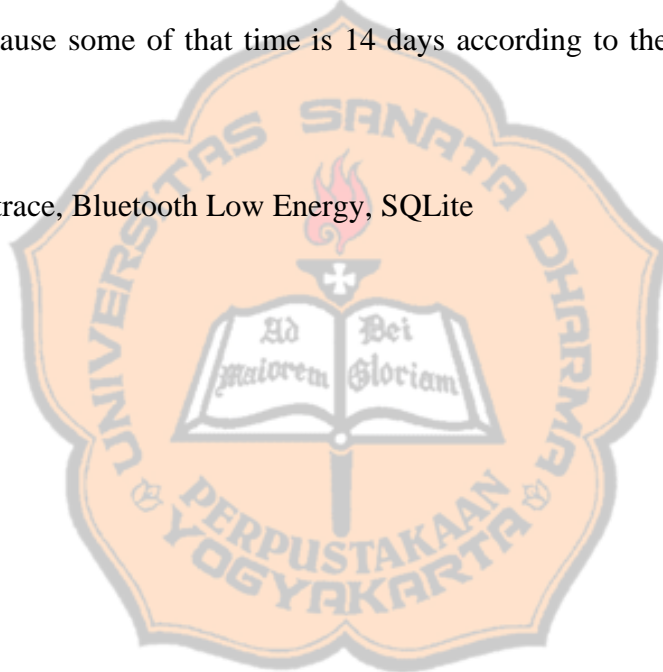 ause some of that time is 14 days according to the
trace, Bluetooth Low Energy, SQLite
UNIVERSITAS SANATA DHARMA
Ad Dei
Maiorem Gloriam
PERPUSTAKAAN
YOGYAKARTA